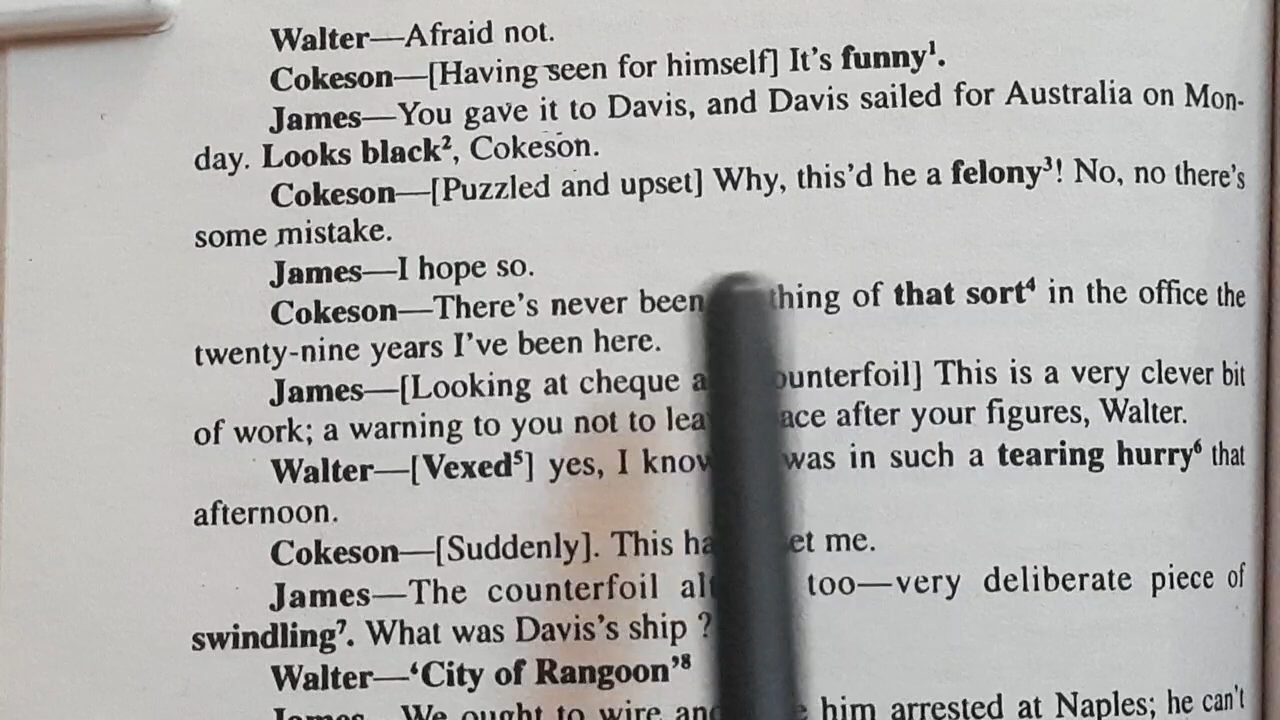 Walter—Afraid not.
Cokeson—[Having seen for himself] It's funny¹.
James—You gave it to Davis, and Davis sailed for Australia on Mon-
day. Looks black², Cokeson.
Cokeson—[Puzzled and upset] Why, this'd he a felony³! No, no there's
some mistake.
James—I hope so.
Cokeson—There's never been thing of that sort⁴ in the office the
twenty-nine years I've been here.
James—[Looking at cheque ounterfoil] This is a very clever bit
of work; a warning to you not to after your figures, Walter.
Walter—[Vexed⁵] yes, I know was in such a tearing hurry⁶ that
afternoon.
Cokeson—[Suddenly]. This me.
James—The counterfoil too—very deliberate piece of
swindling⁷. What was Davis's ship ?
Walter—'City of Rangoon'⁸
James—We ought to wire him arrested at Naples; he can't